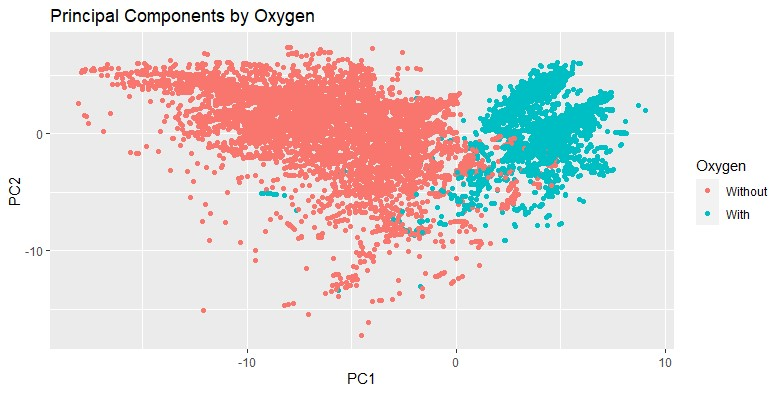 Principal Components by Oxygen
0
-10
PC2
-10
0
10
PC1
Oxygen
Without
With